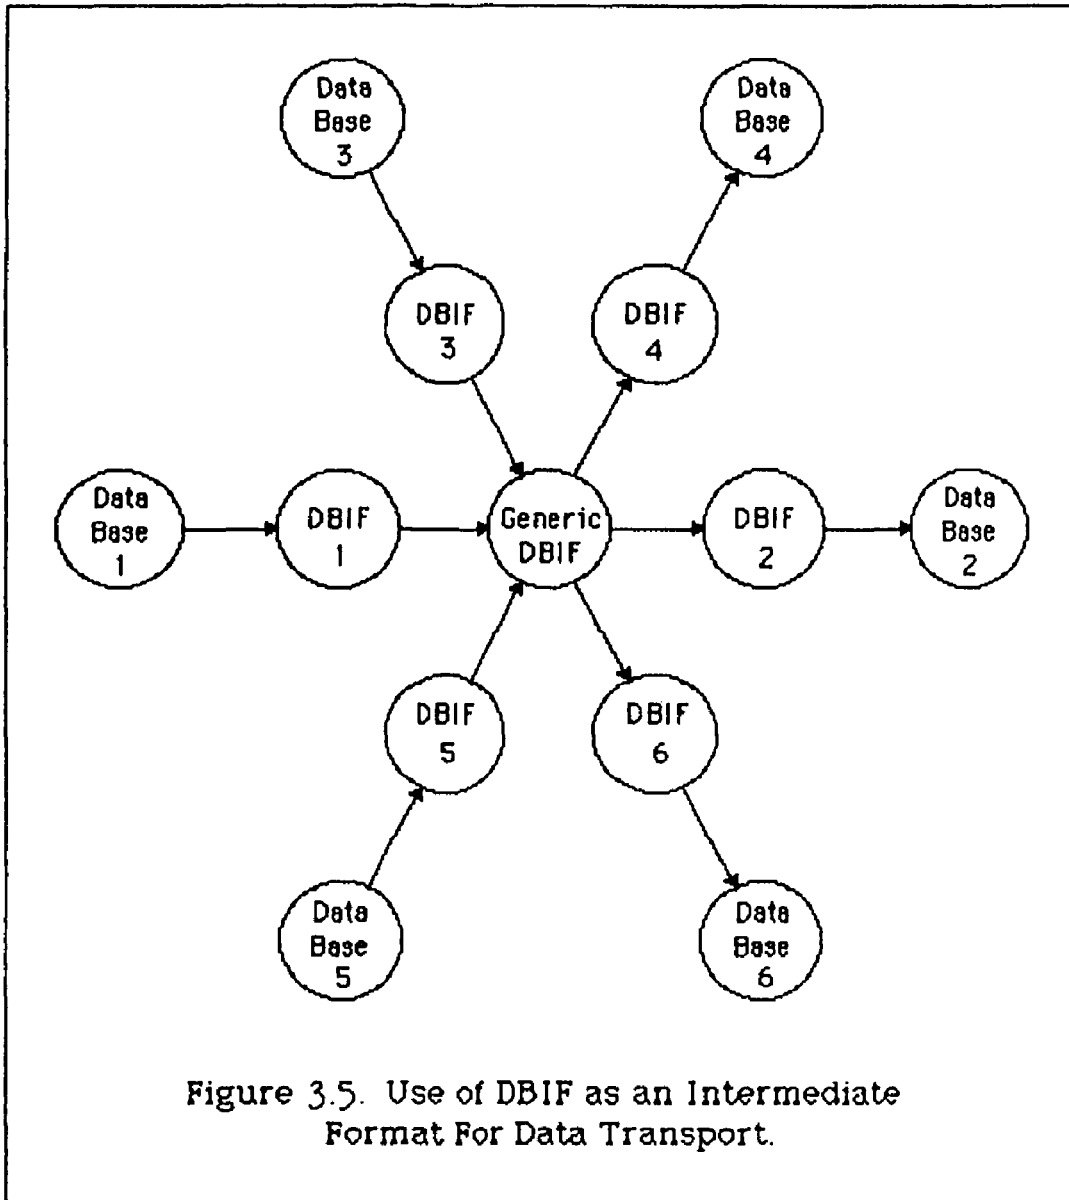 Data
Base
3
Data
Base
4
DBIF
3
DBIF
4
Data
Base
1
DBIF
1
Generic
DBIF
DBIF
2
Data
Base
2
DBIF
5
DBIF
6
Data
Base
5
Data
Base
6
Figure 3.5. Use of DBIF as an Intermediate
Format For Data Transport.